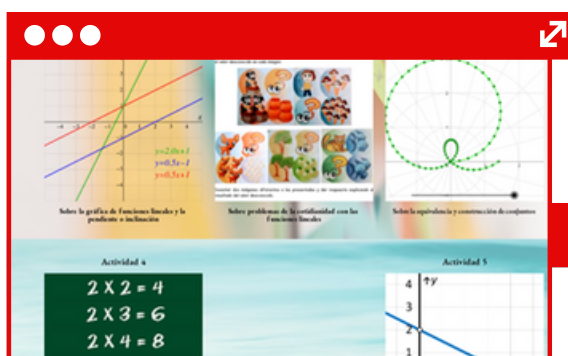 y=2.0x+1
y=0.5x−1
y=0.5x+1
Sobre la gráfica de funciones lineales y la
pendiente o inclinación
Sobre problemas de la cotidianidad con las
funciones lineales
Sobre la equivalencia y construcción de conjuntos
Actividad 4
2 X 2 = 4
2 X 3 = 6
2 X 4 = 8
Actividad 5
y
4
3
2
1